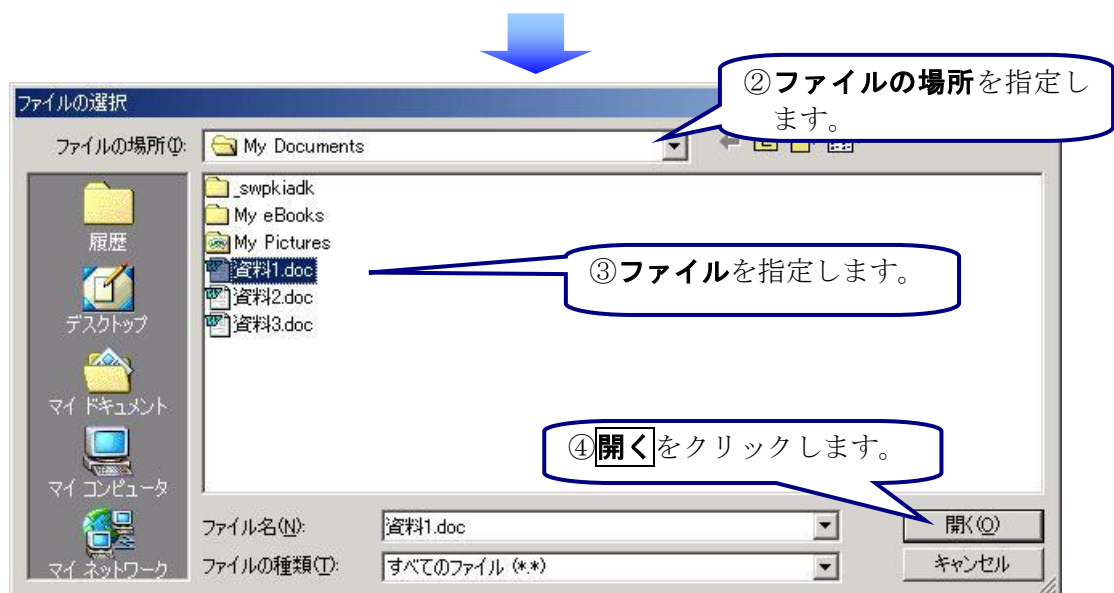 ②ファイルの場所を指定し
ます。
ファイルの選択
ファイルの場所(I):
My Documents
_swpkiadk
My eBooks
My Pictures
資料1.doc
資料2.doc
資料3.doc
履歴
デスクトップ
マイ ドキュメント
マイ コンピュータ
マイ ネットワーク
③ファイルを指定します。
④開くをクリックします。
ファイル名(N):
資料1.doc
開く(O)
ファイルの種類(T):
すべてのファイル (*.*)
キャンセル